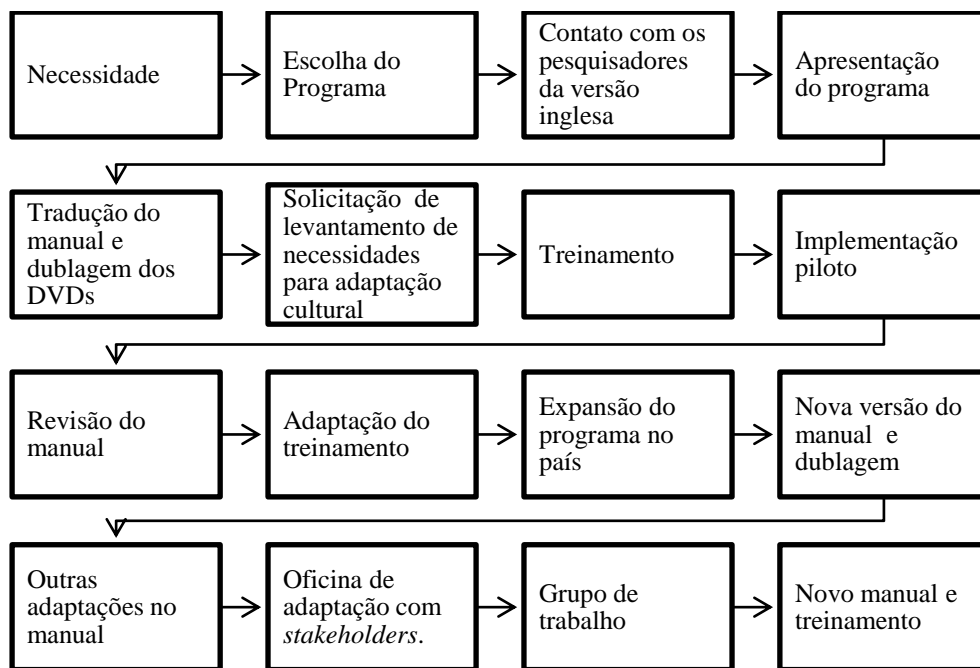 Necessidade
Escolha do
Programa
Contato com os
pesquisadores
da versão
inglesa
Apresentação
do programa
Tradução do
manual e
dublagem dos
DVDs
Solicitação de
levantamento de
necessidades
para adaptação
cultural
Treinamento
Implementação
piloto
Revisão do
manual
Adaptação do
treinamento
Expansão do
programa no
país
Nova versão do
manual e
dublagem
Outras
adaptações no
manual
Oficina de
adaptação com
stakeholders.
Grupo de
trabalho
Novo manual e
treinamento